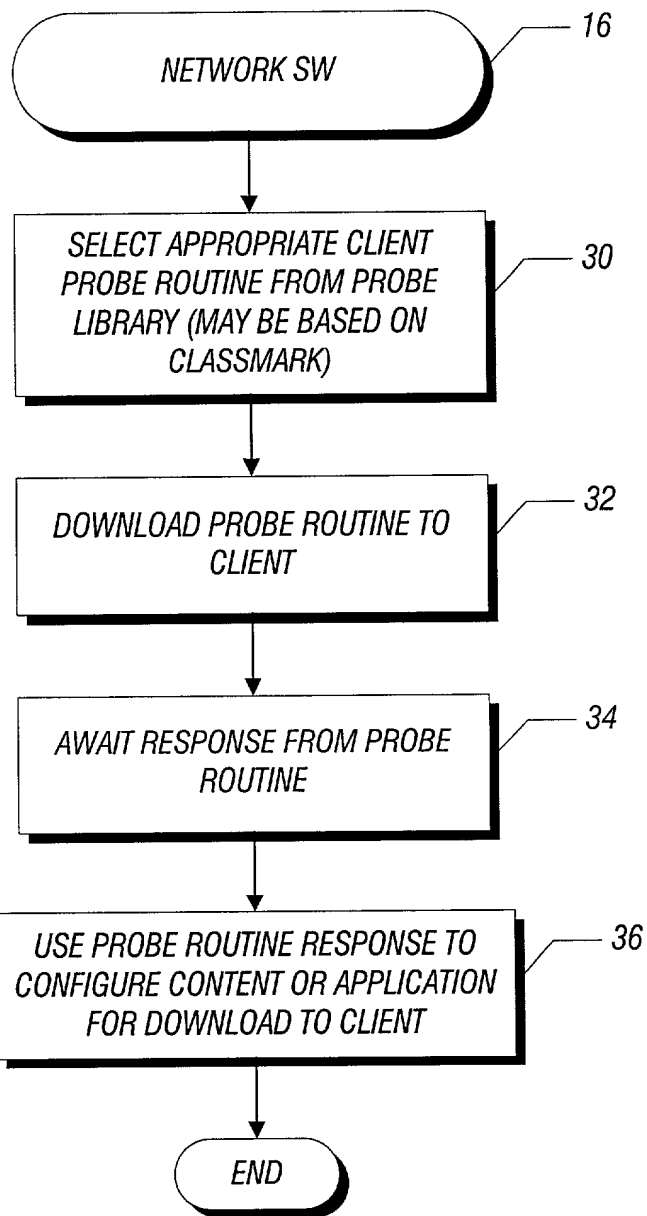 16
NETWORK SW
SELECT APPROPRIATE CLIENT
PROBE ROUTINE FROM PROBE
LIBRARY (MAY BE BASED ON
CLASSMARK)
30
DOWNLOAD PROBE ROUTINE TO
CLIENT
32
AWAIT RESPONSE FROM PROBE
ROUTINE
34
USE PROBE ROUTINE RESPONSE TO
CONFIGURE CONTENT OR APPLICATION
FOR DOWNLOAD TO CLIENT
36
END